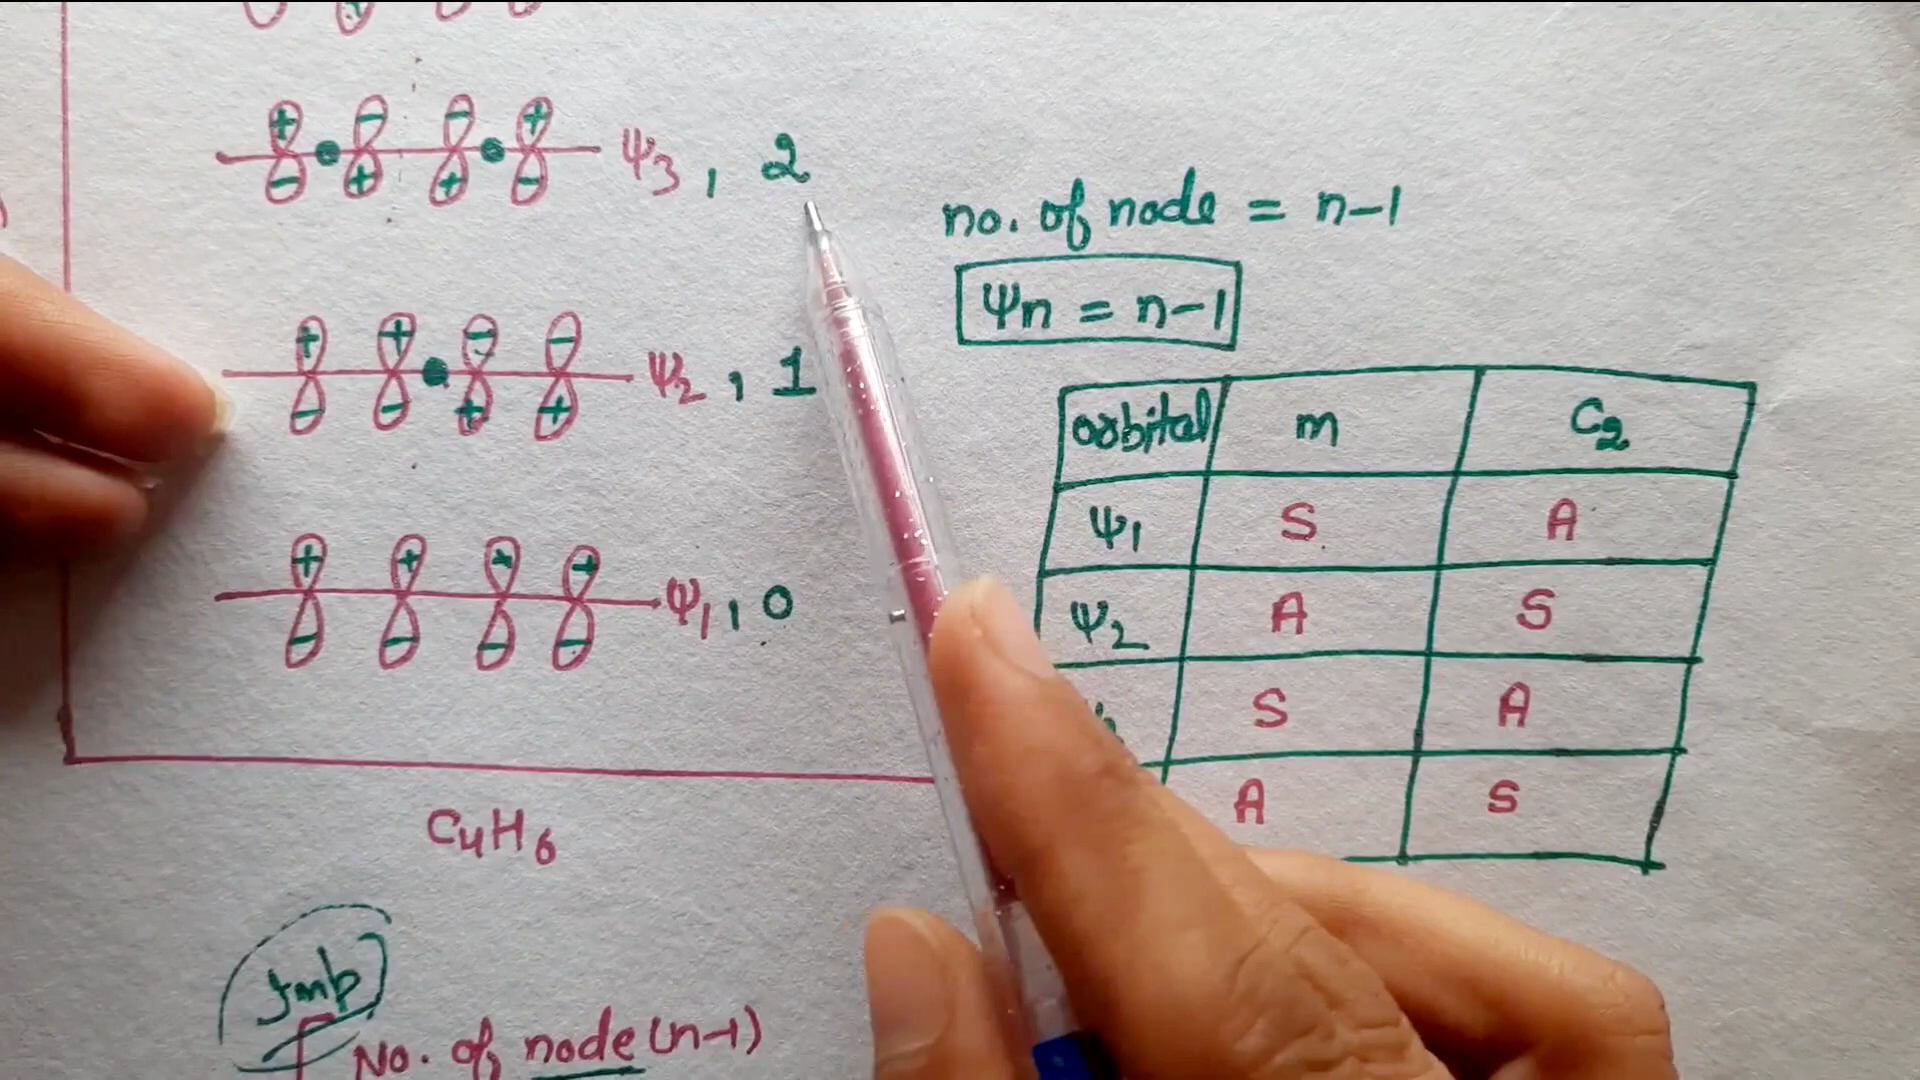 + - - +
- + + -
ψ3, 2
+ + - -
- - + +
ψ2, 1
+ + + +
- - - -
ψ1, 0
C4H6
Imp
No. of node (n-1)
no. of node = n-1
ψn = n-1
orbital m C2
ψ1 S A
ψ2 A S
S A
A S